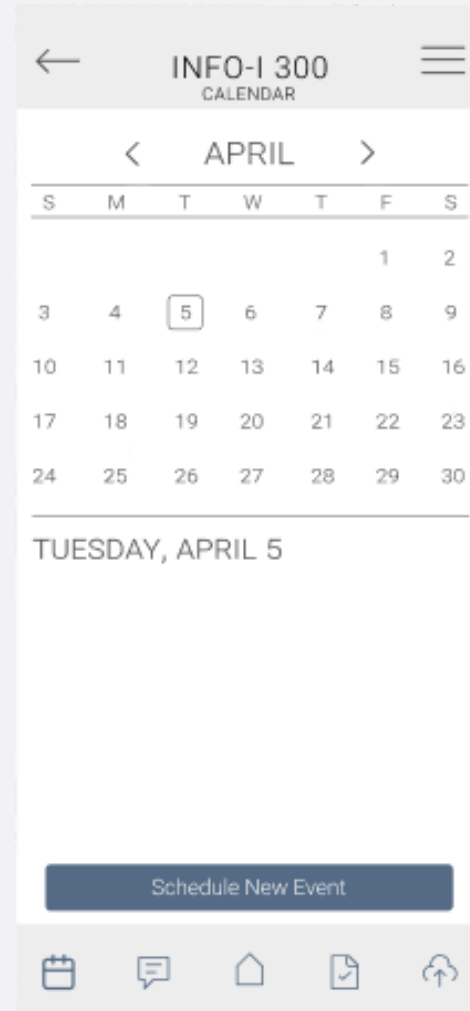 INFO-I 300
CALENDAR
APRIL
S M T W T F S
1 2
3 4 5 6 7 8 9
10 11 12 13 14 15 16
17 18 19 20 21 22 23
24 25 26 27 28 29 30
TUESDAY, APRIL 5
Schedule New Event